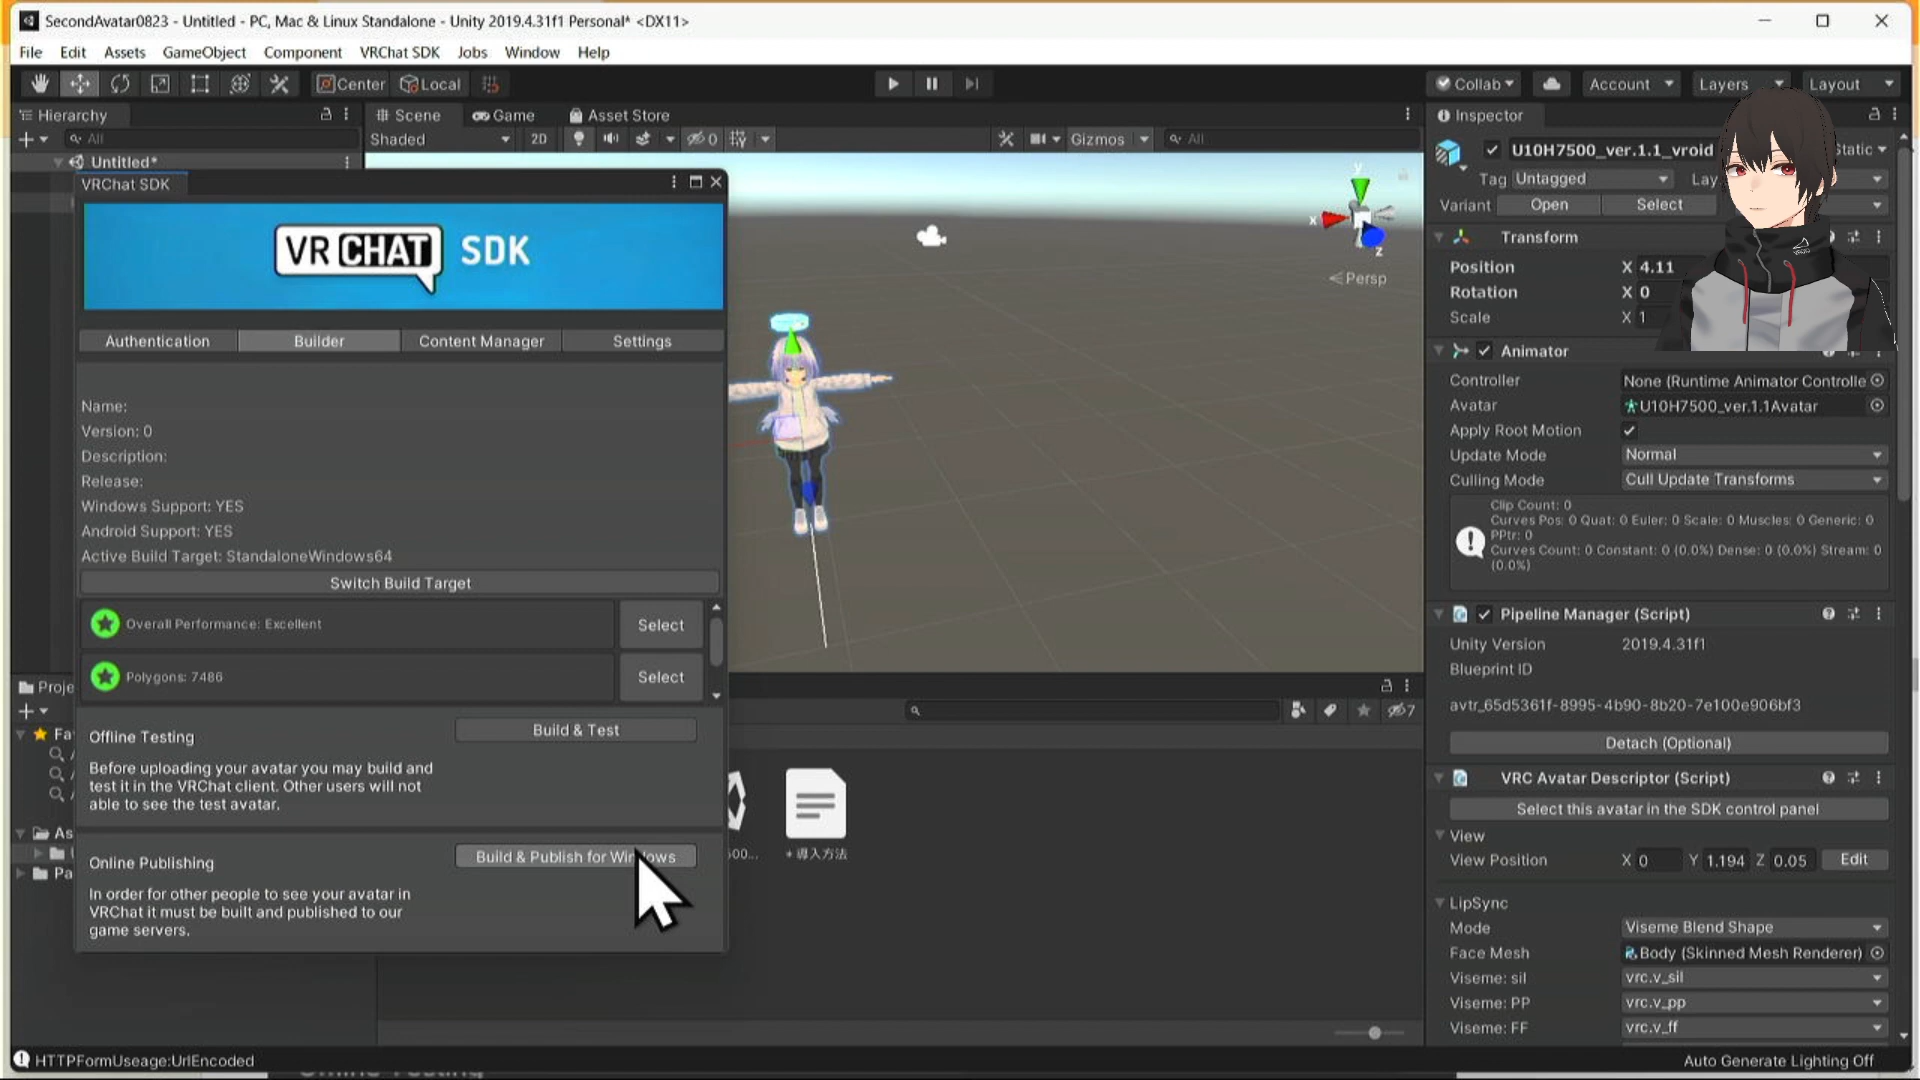 SecondAvatar0823 - Untitled - PC, Mac & Linux Standalone - Unity 2019.4.31f1 Personal* <DX11>
File Edit Assets GameObject Component VRChat SDK Jobs Window Help
Center Local Collab Account Layers Layout
Hierarchy Scene Game Asset Store Inspector
All Shaded 2D 0 Gizmos All
Untitled*
VRChat SDK
VR CHAT SDK
Authentication Builder Content Manager Settings
Name:
Version: 0
Description:
Release:
Windows Support: YES
Android Support: YES
Active Build Target: StandaloneWindows64
Switch Build Target
Overall Performance: Excellent Select
Polygons: 7486 Select
Offline Testing Build & Test
Before uploading your avatar you may build and
test it in the VRChat client. Other users will not
able to see the test avatar.
Online Publishing Build & Publish for Windows
In order for other people to see your avatar in
VRChat it must be built and published to our
game servers.
y
x
z
Persp
Proje
Fa
As
Pa
7
500...
+導入方法
U10H7500_ver.1.1_vroid Static
Tag Untagged Lay
Variant Open Select
Transform
Position X 4.11
Rotation X 0
Scale X 1
Animator
Controller None (Runtime Animator Controlle
Avatar U10H7500_ver.1.1Avatar
Apply Root Motion
Update Mode Normal
Culling Mode Cull Update Transforms
Clip Count: 0
Curves Pos: 0 Quat: 0 Euler: 0 Scale: 0 Muscles: 0 Generic: 0
PPtr: 0
Curves Count: 0 Constant: 0 (0.0%) Dense: 0 (0.0%) Stream: 0
(0.0%)
Pipeline Manager (Script)
Unity Version 2019.4.31f1
Blueprint ID
avtr_65d5361f-8995-4b90-8b20-7e100e906bf3
Detach (Optional)
VRC Avatar Descriptor (Script)
Select this avatar in the SDK control panel
View
View Position X 0 Y 1.194 Z 0.05 Edit
LipSync
Mode Viseme Blend Shape
Face Mesh Body (Skinned Mesh Renderer)
Viseme: sil vrc.v_sil
Viseme: PP vrc.v_pp
Viseme: FF vrc.v_ff
HTTPFormUseage:UrlEncoded
Auto Generate Lighting Off